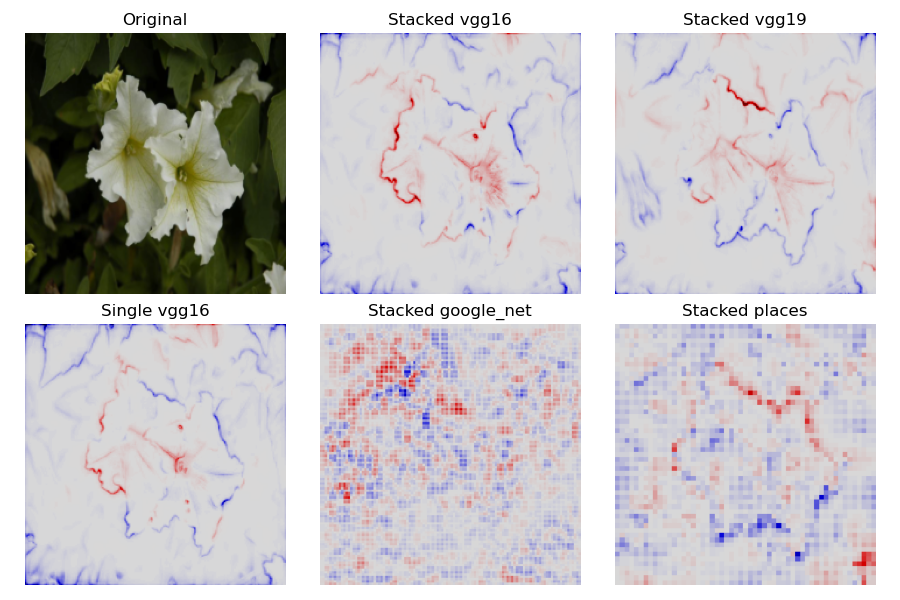 Original
Stacked vgg16
Stacked vgg19
Single vgg16
Stacked google_net
Stacked places